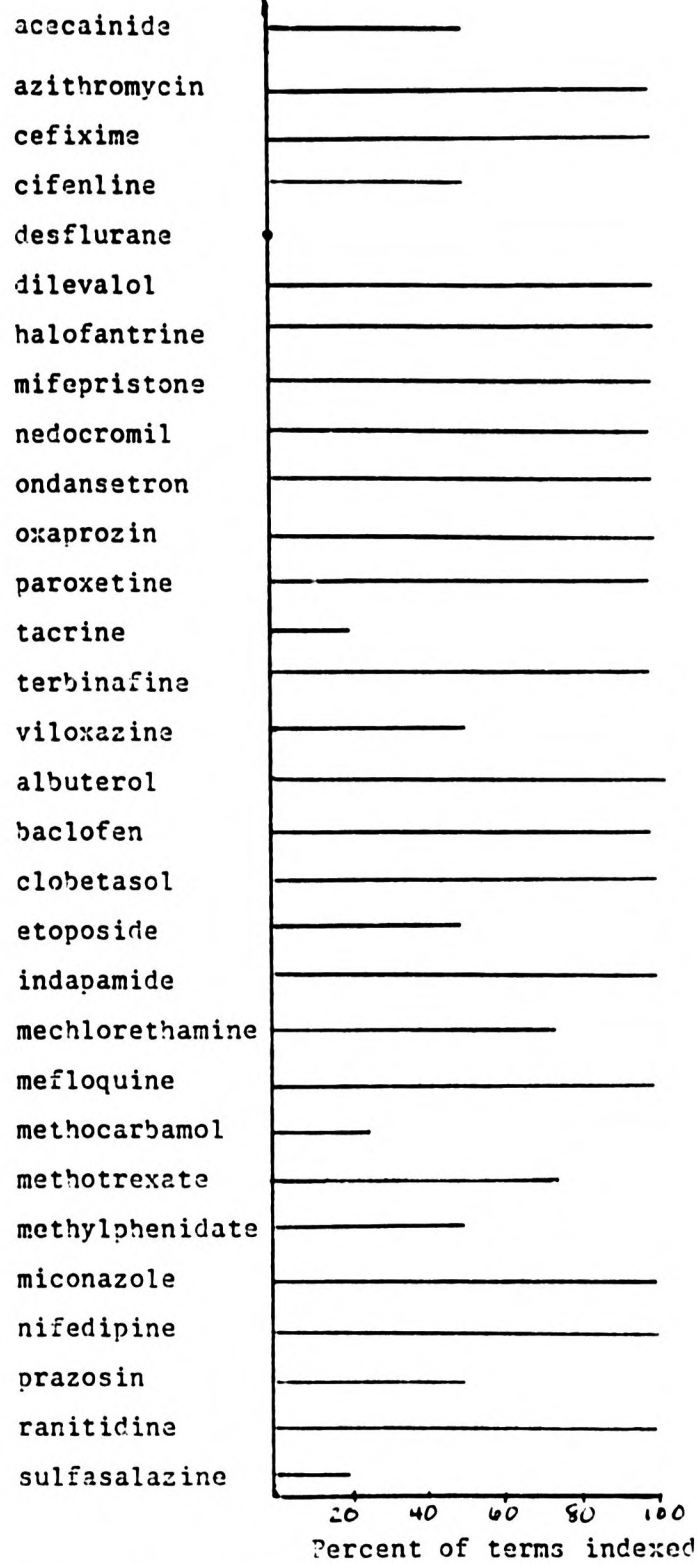 acecainide
azithromycin
cefixime
cifenline
desflurane
dilevalol
halofantrine
mifepristone
nedocromil
ondansetron
oxaprozin
paroxetine
tacrine
terbinafine
viloxazine
albuterol
baclofen
clobetasol
etoposide
indapamide
mechlorethamine
mefloquine
methocarbamol
methotrexate
methylphenidate
miconazole
nifedipine
prazosin
ranitidine
sulfasalazine
20 40 60 80 100
Percent of terms indexed